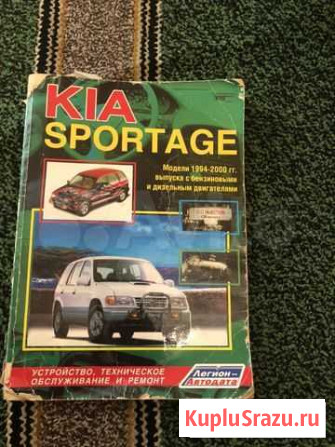 KIA
SPORTAGE
Модели 1994-2000 гг.
выпуска с бензиновыми
и дизельным двигателями
УСТРОЙСТВО, ТЕХНИЧЕСКОЕ
ОБСЛУЖИВАНИЕ И РЕМОНТ
Легион-
Автодата
KupluSrazu.ru